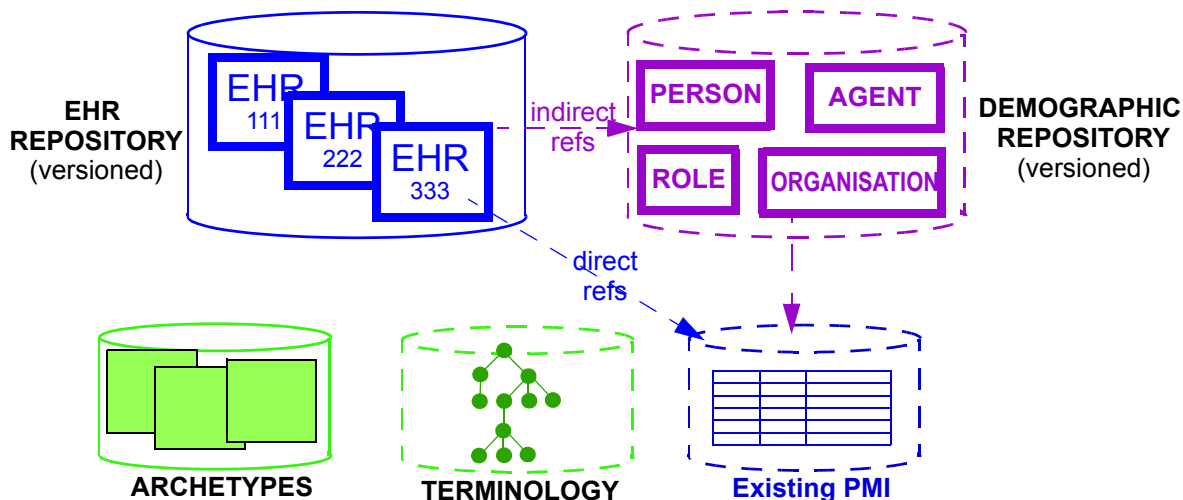 EHR
REPOSITORY
(versioned)
EHR
111
EHR
222
EHR
333
indirect
refs
direct
refs
PERSON
AGENT
ROLE
ORGANISATION
DEMOGRAPHIC
REPOSITORY
(versioned)
ARCHETYPES
TERMINOLOGY
Existing PMI